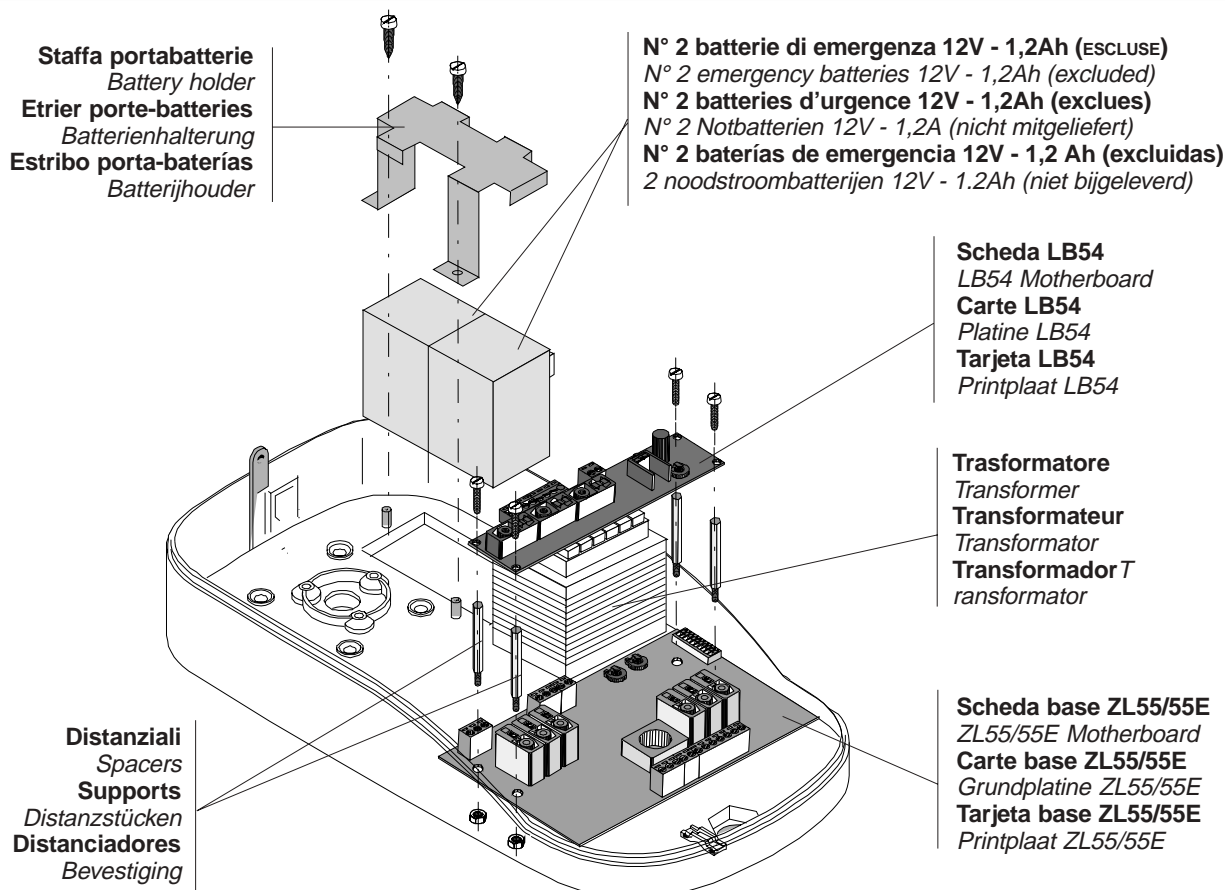 Staffa portabatterie
Battery holder
Etrier porte-batteries
Batterienhalterung
Estribo porta-baterías
Batterijhouder
N° 2 batterie di emergenza 12V - 1,2Ah (ESCLUSE)
N° 2 emergency batteries 12V - 1,2Ah (excluded)
N° 2 batteries d'urgence 12V - 1,2Ah (exclues)
N° 2 Notbatterien 12V - 1,2A (nicht mitgeliefert)
N° 2 baterías de emergencia 12V - 1,2 Ah (excluidas)
2 noodstroombatterijen 12V - 1.2Ah (niet bijgeleverd)
Scheda LB54
LB54 Motherboard
Carte LB54
Platine LB54
Tarjeta LB54
Printplaat LB54
Trasformatore
Transformer
Transformateur
Transformator
TransformadorT
ransformator
Distanziali
Spacers
Supports
Distanzstücken
Distanciadores
Bevestiging
Scheda base ZL55/55E
ZL55/55E Motherboard
Carte base ZL55/55E
Grundplatine ZL55/55E
Tarjeta base ZL55/55E
Printplaat ZL55/55E